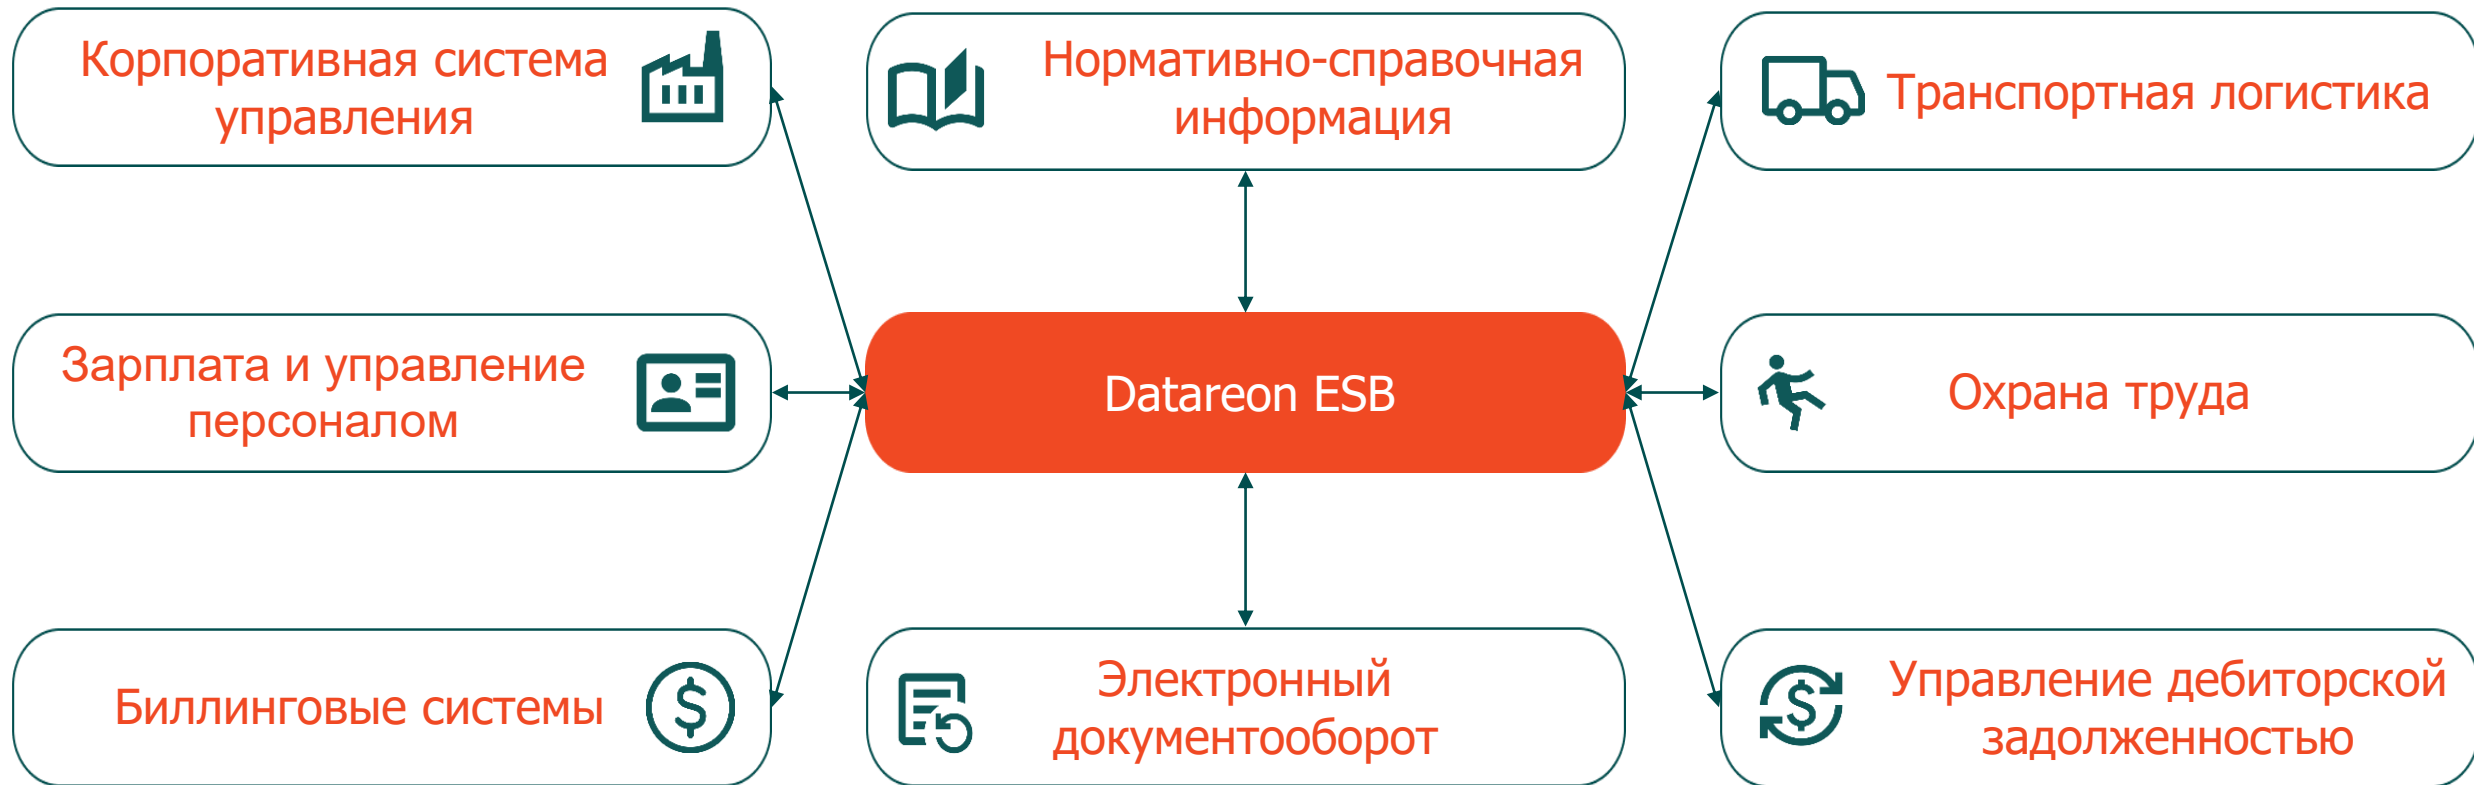 Корпоративная система
управления
Нормативно-справочная
информация
Транспортная логистика
Зарплата и управление
персоналом
Datareon ESB
Охрана труда
Биллинговые системы
Электронный
документооборот
Управление дебиторской
задолженностью